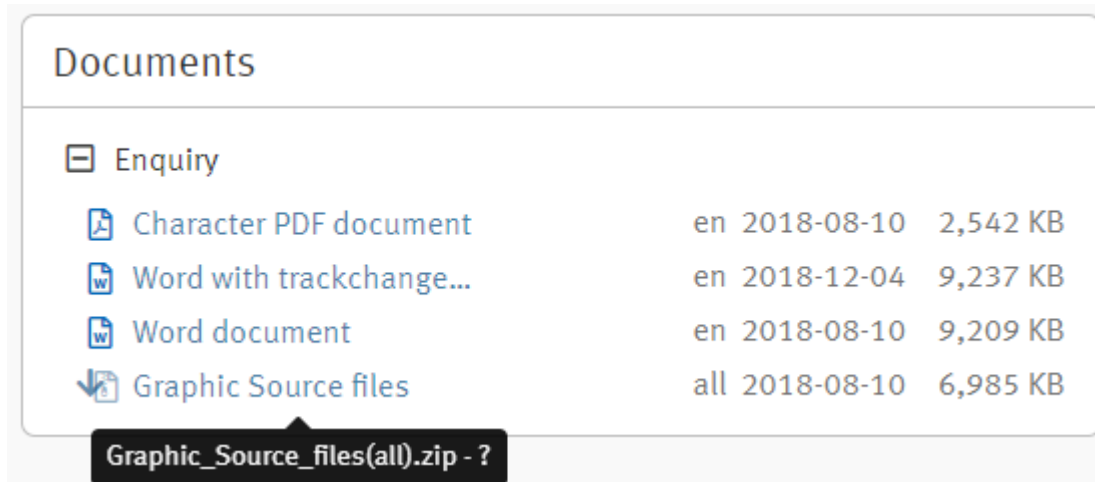 Documents
Enquiry
Character PDF document en 2018-08-10 2,542 KB
Word with trackchange... en 2018-12-04 9,237 KB
Word document en 2018-08-10 9,209 KB
Graphic Source files all 2018-08-10 6,985 KB
Graphic_Source_files(all).zip - ?